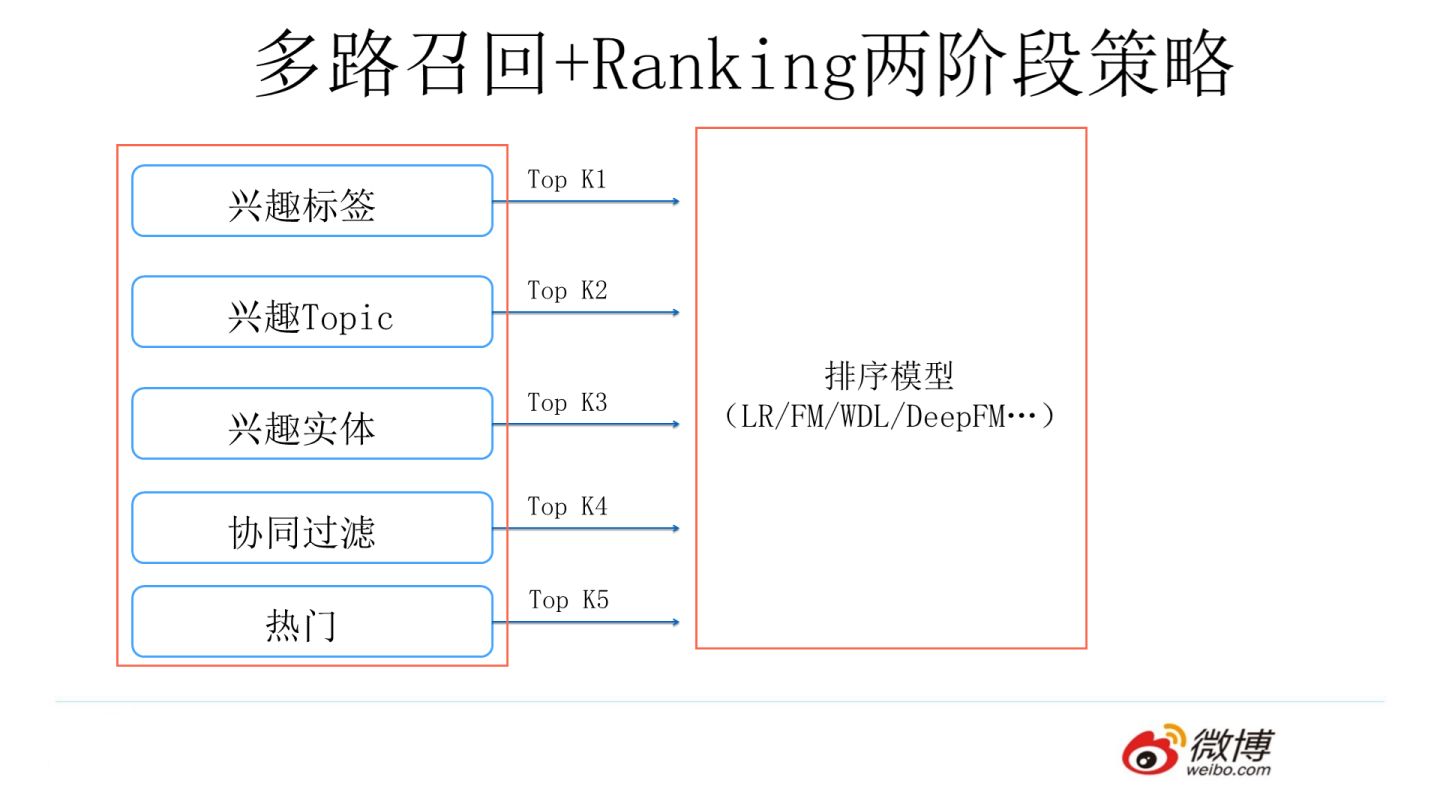 多路召回+Ranking两阶段策略
兴趣标签
Top K1
兴趣Topic
Top K2
兴趣实体
Top K3
协同过滤
Top K4
热门
Top K5
排序模型
（LR/FM/WDL/DeepFM…）
微博
weibo.com